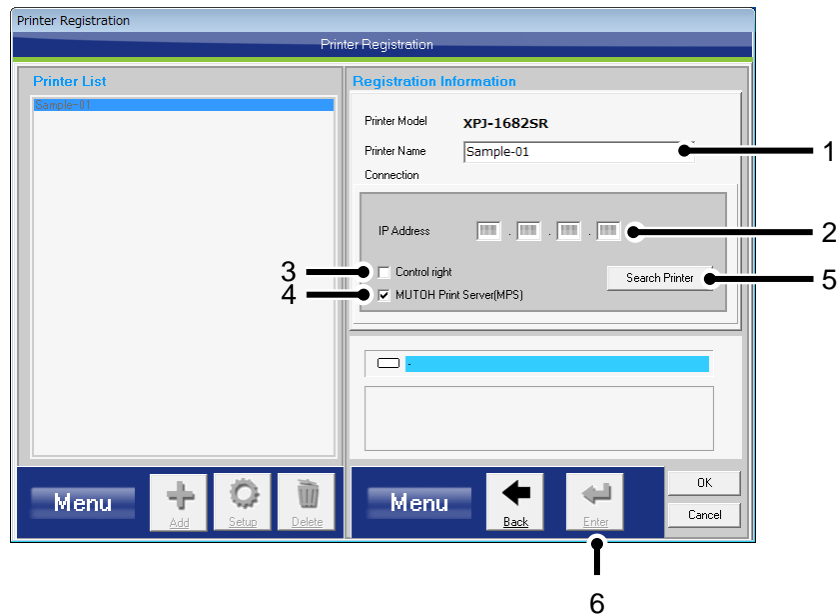 Printer Registration
Printer Registration
Printer List
Sample-01
Registration Information
Printer Model XPJ-1682SR
Printer Name Sample-01
1
Connection
IP Address . . .
2
3
Control right
Search Printer
5
4
MUTOH Print Server(MPS)
-
Menu
Add
Setup
Delete
Menu
Back
Enter
OK
Cancel
6